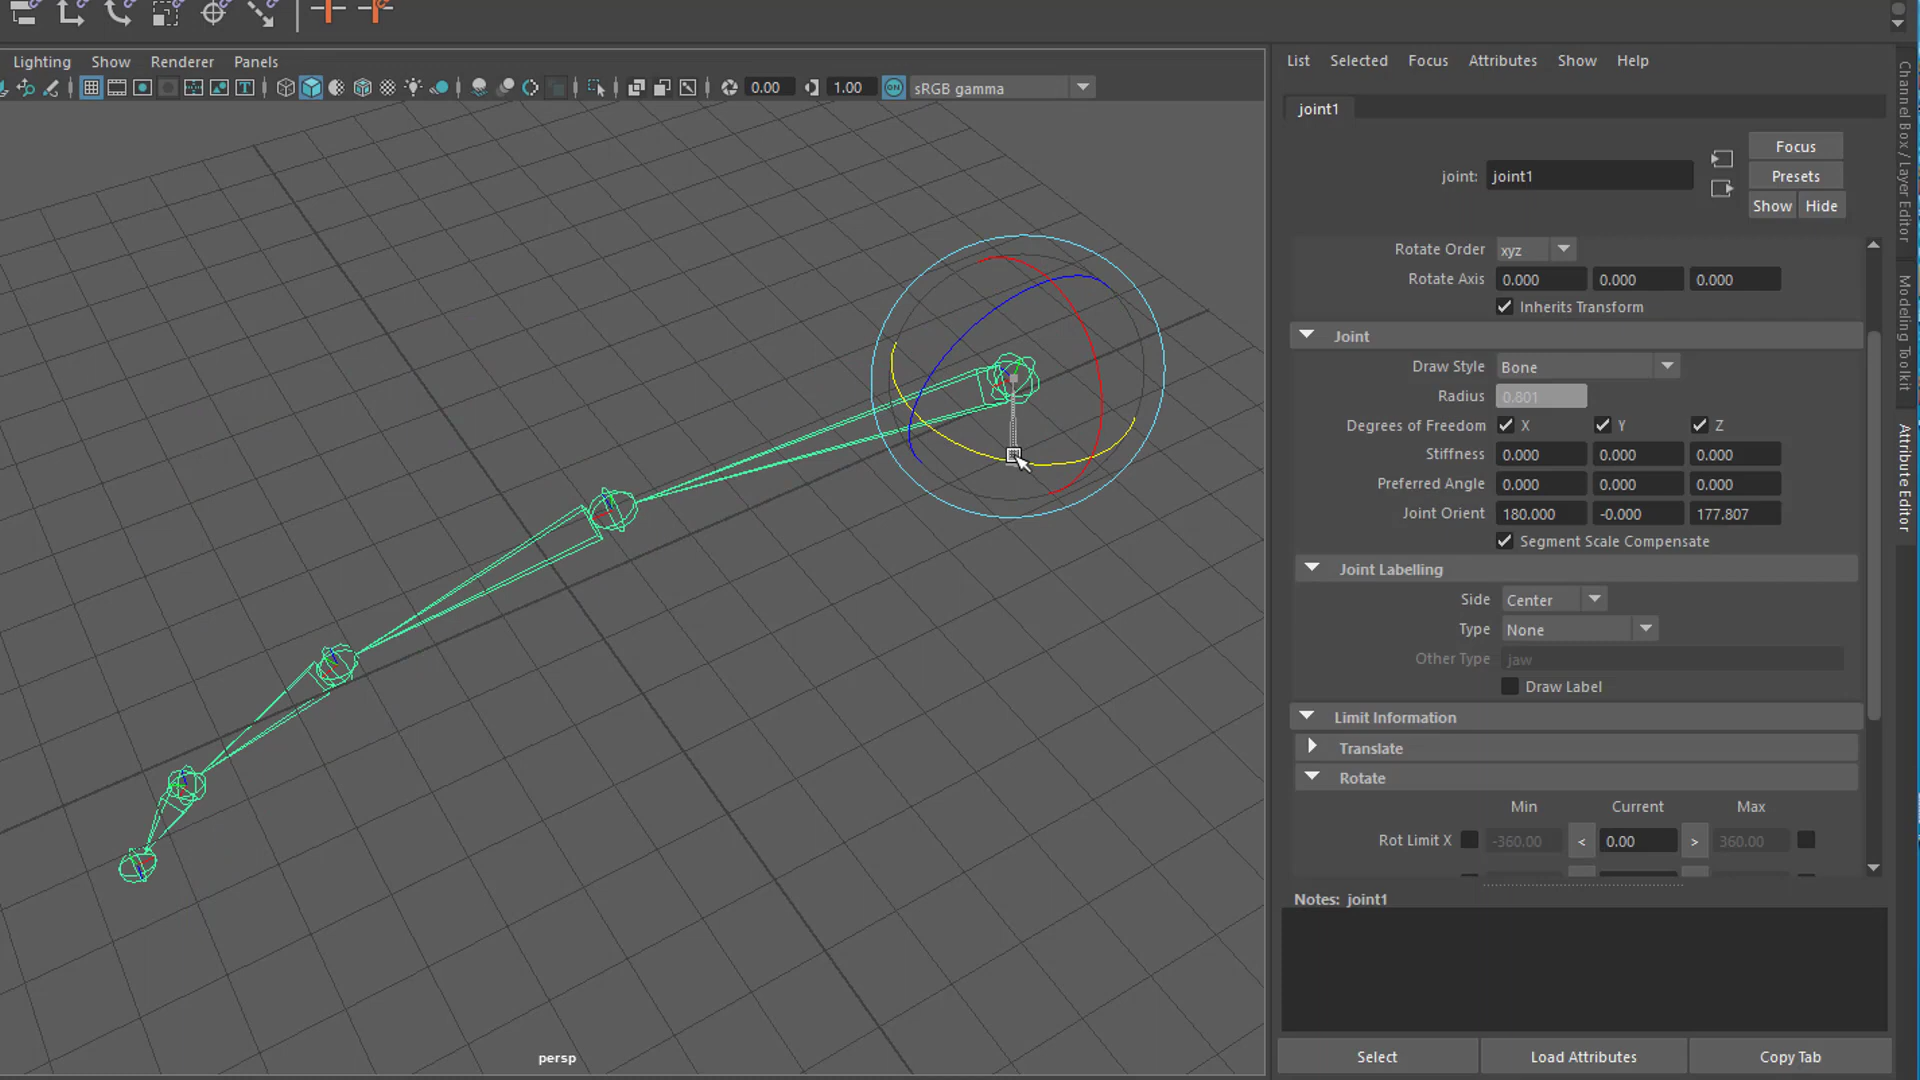 Lighting Show Renderer Panels
0.00 1.00 ON sRGB gamma
persp
List Selected Focus Attributes Show Help
joint1
joint: joint1
Focus
Presets
Show Hide
Rotate Order xyz
Rotate Axis 0.000 0.000 0.000
Inherits Transform
Joint
Draw Style Bone
Radius 0.801
Degrees of Freedom X Y Z
Stiffness 0.000 0.000 0.000
Preferred Angle 0.000 0.000 0.000
Joint Orient 180.000 -0.000 177.807
Segment Scale Compensate
Joint Labelling
Side Center
Type None
Other Type jaw
Draw Label
Limit Information
Translate
Rotate
Min Current Max
Rot Limit X -360.00 < 0.00 > 360.00
Notes: joint1
Select Load Attributes Copy Tab
Channel Box / Layer Editor
Modeling Toolkit
Attribute Editor